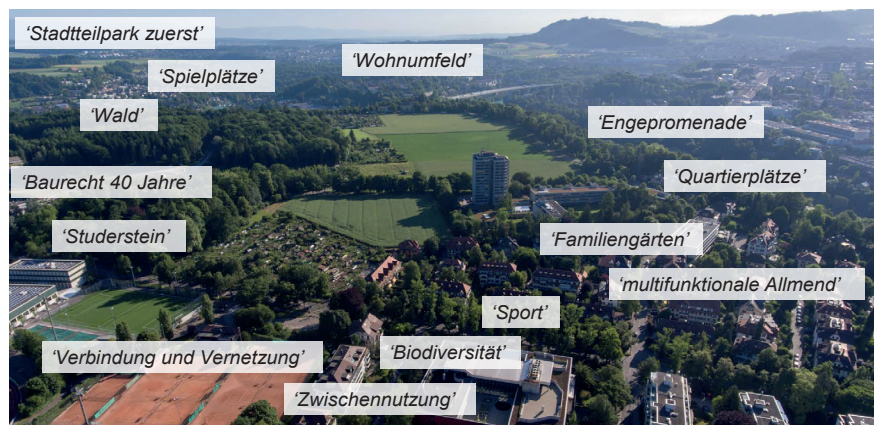 ‘Stadtteilpark zuerst’
‘Wohnumfeld’
‘Spielplätze’
‘Wald’
‘Engepromenade’
‘Baurecht 40 Jahre’
‘Quartierplätze’
‘Studerstein’
‘Familiengärten’
‘multifunktionale Allmend’
‘Sport’
‘Verbindung und Vernetzung’
‘Biodiversität’
‘Zwischennutzung’